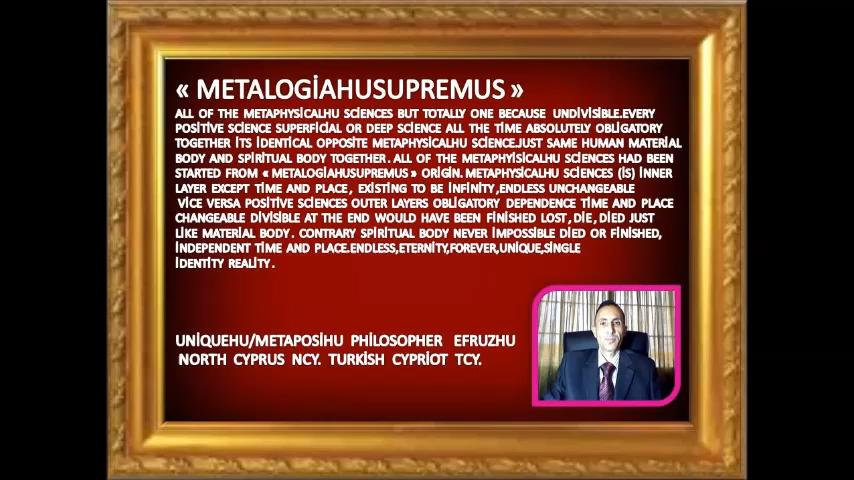 « METALOGİAHUSUPREMUS »
ALL OF THE METAPHYSİCALHU SCİENCES BUT TOTALLY ONE BECAUSE UNDİVİSİBLE.EVERY
POSİTİVE SCİENCE SUPERFİCİAL OR DEEP SCİENCE ALL THE TİME ABSOLUTELY OBLİGATORY
TOGETHER İTS İDENTİCAL OPPOSİTE METAPHYSİCALHU SCİENCE.JUST SAME HUMAN MATERİAL
BODY AND SPİRİTUAL BODY TOGETHER. ALL OF THE METAPHYİSİCALHU SCİENCES HAD BEEN
STARTED FROM « METALOGİAHUSUPREMUS » ORİGİN. METAPHYSİCALHU SCİENCES (İS) İNNER
LAYER EXCEPT TİME AND PLACE, EXİSTİNG TO BE İNFİNİTY,ENDLESS UNCHANGEABLE
VİCE VERSA POSİTİVE SCİENCES OUTER LAYERS OBLİGATORY DEPENDENCE TİME AND PLACE
CHANGEABLE DİVİSİBLE AT THE END WOULD HAVE BEEN FİNİSHED LOST, DİE, DİED JUST
LİKE MATERİAL BODY. CONTRARY SPİRİTUAL BODY NEVER İMPOSSİBLE DİED OR FİNİSHED,
İNDEPENDENT TİME AND PLACE.ENDLESS,ETERNİTY,FOREVER,UNİQUE,SİNGLE
İDENTİTY REALİTY.
UNİQUEHU/METAPOSİHU PHİLOSOPHER EFRUZHU
NORTH CYPRUS NCY. TURKİSH CYPRİOT TCY.